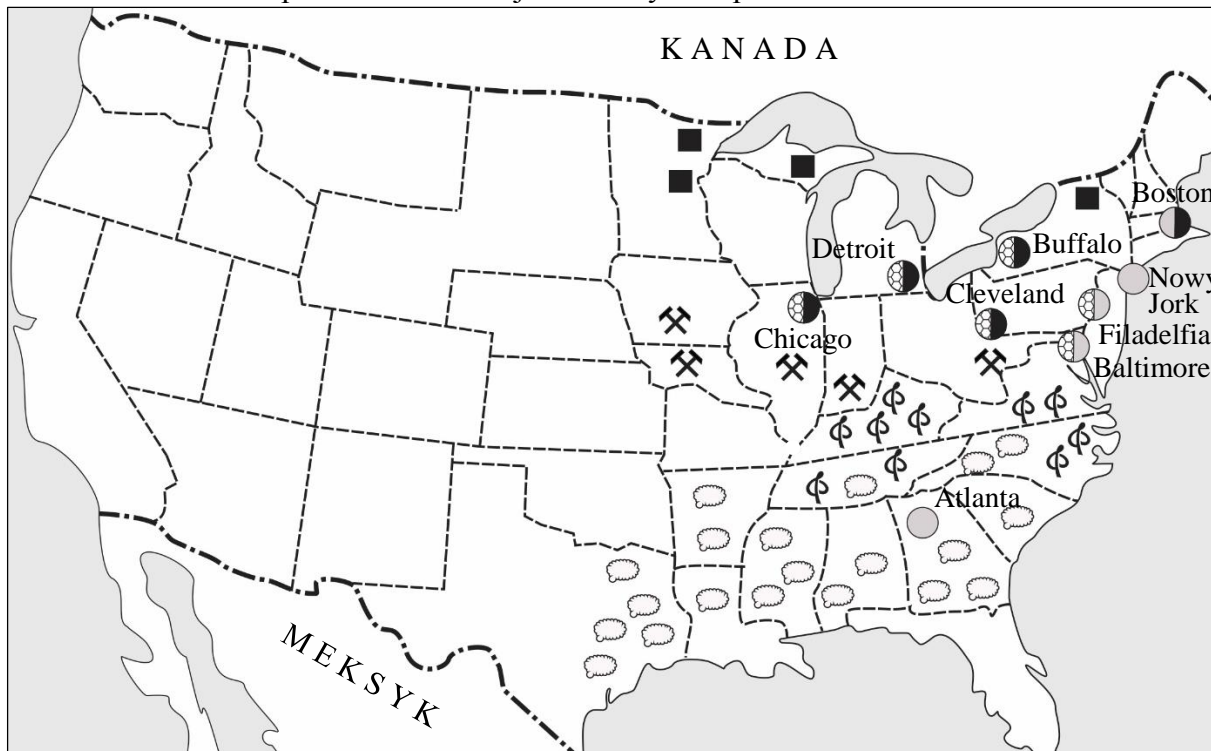 K A N A D A
Boston
Detroit
Buffalo
Nowy
Jork
Cleveland
Chicago
Filadelfia
Baltimore
Atlanta
M E K S Y K